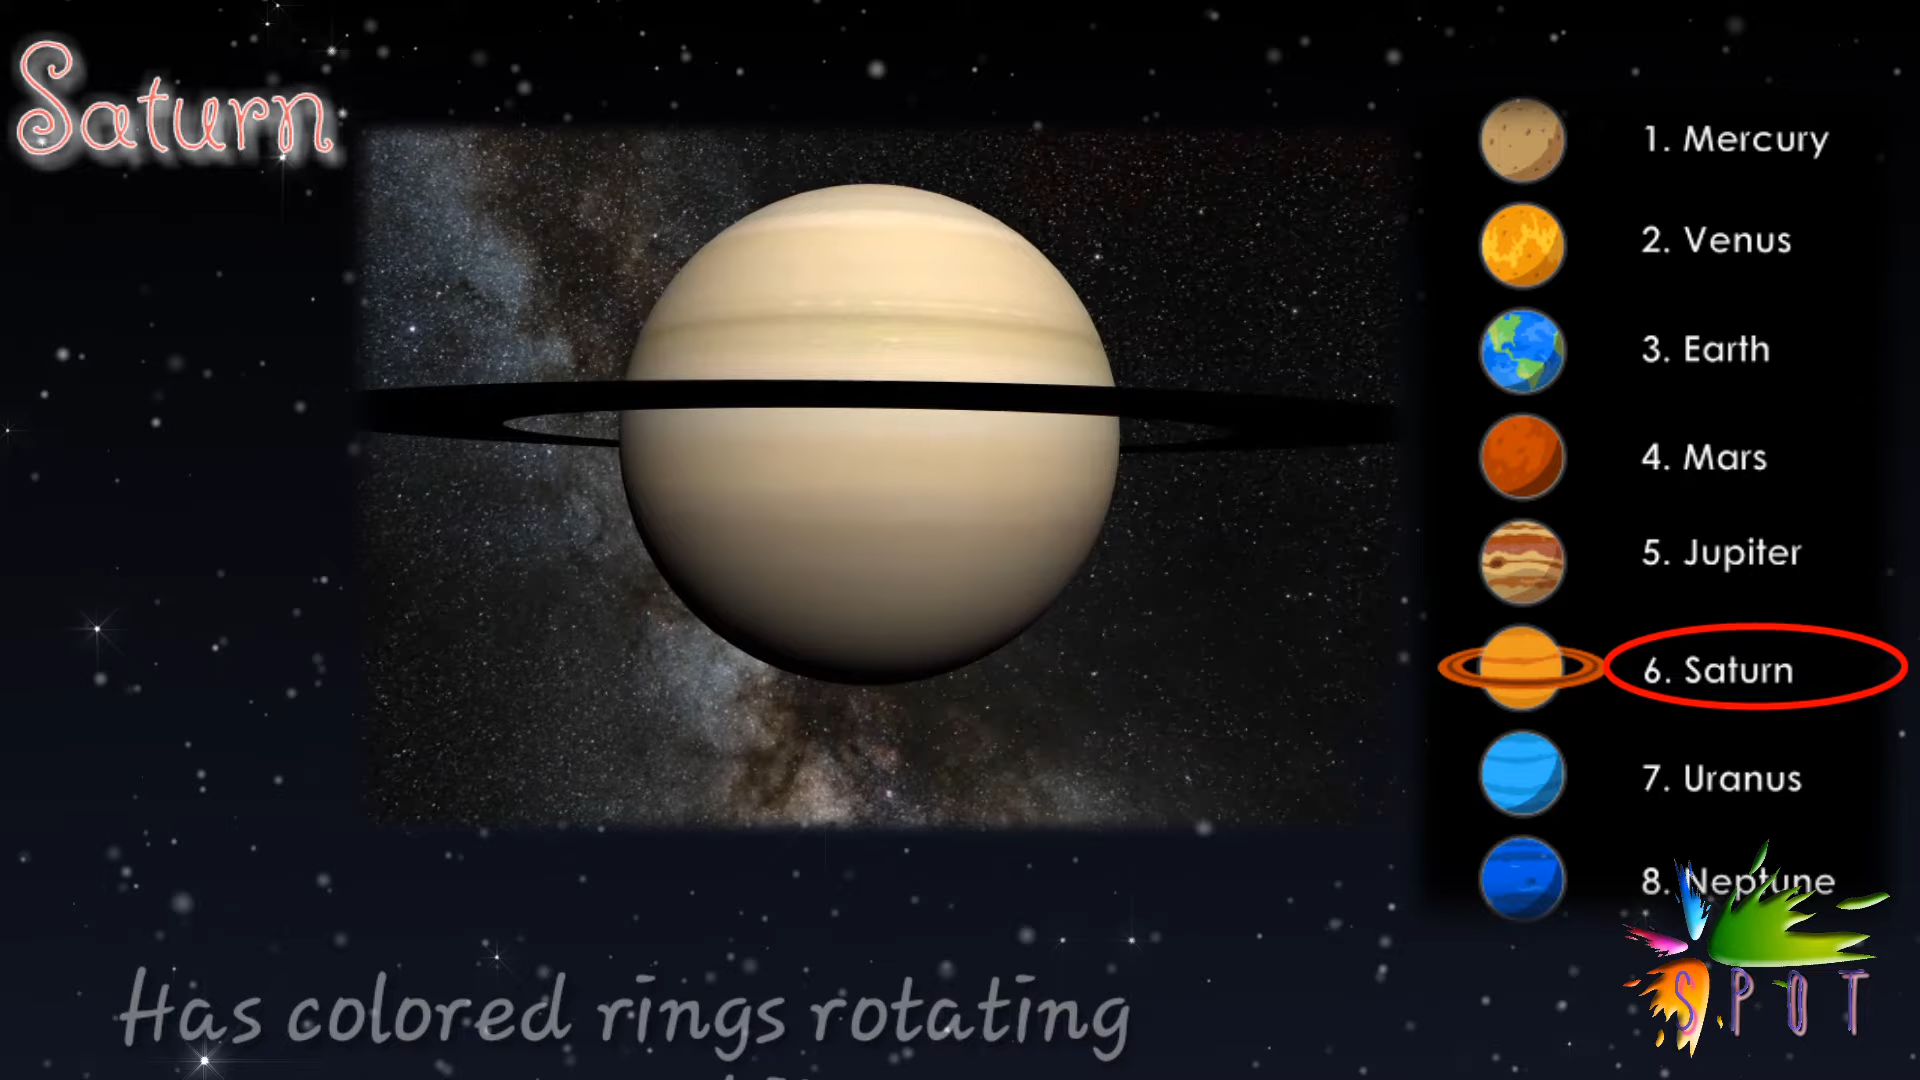 Saturn
1. Mercury
2. Venus
3. Earth
4. Mars
5. Jupiter
6. Saturn
7. Uranus
8. Neptune
Has colored rings rotating
SPOT